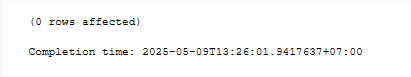 (0 rows affected)
Completion time: 2025-05-09T13:26:01.9417637+07:00